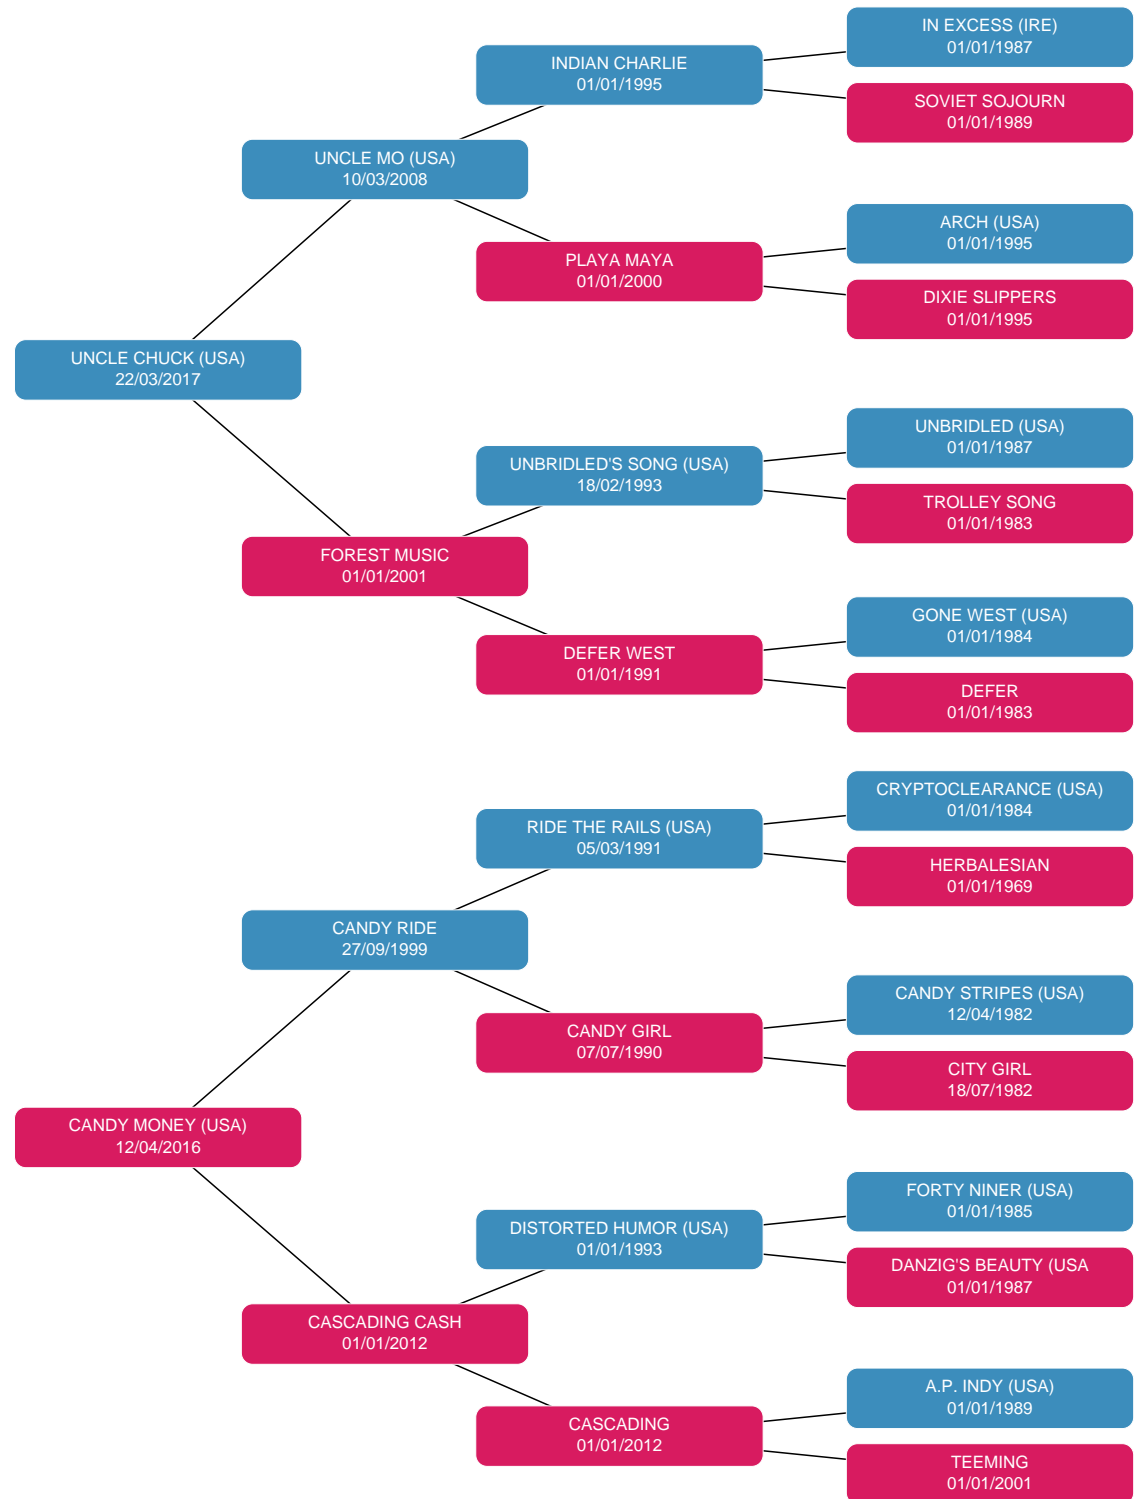 IN EXCESS (IRE)
01/01/1987
INDIAN CHARLIE
01/01/1995
SOVIET SOJOURN
01/01/1989
UNCLE MO (USA)
10/03/2008
ARCH (USA)
01/01/1995
PLAYA MAYA
01/01/2000
DIXIE SLIPPERS
01/01/1995
UNCLE CHUCK (USA)
22/03/2017
UNBRIDLED (USA)
01/01/1987
UNBRIDLED'S SONG (USA)
18/02/1993
TROLLEY SONG
01/01/1983
FOREST MUSIC
01/01/2001
GONE WEST (USA)
01/01/1984
DEFER WEST
01/01/1991
DEFER
01/01/1983
CRYPTOCLEARANCE (USA)
01/01/1984
RIDE THE RAILS (USA)
05/03/1991
HERBALESIAN
01/01/1969
CANDY RIDE
27/09/1999
CANDY STRIPES (USA)
12/04/1982
CANDY GIRL
07/07/1990
CITY GIRL
18/07/1982
CANDY MONEY (USA)
12/04/2016
FORTY NINER (USA)
01/01/1985
DISTORTED HUMOR (USA)
01/01/1993
DANZIG'S BEAUTY (USA
01/01/1987
CASCADING CASH
01/01/2012
A.P. INDY (USA)
01/01/1989
CASCADING
01/01/2012
TEEMING
01/01/2001